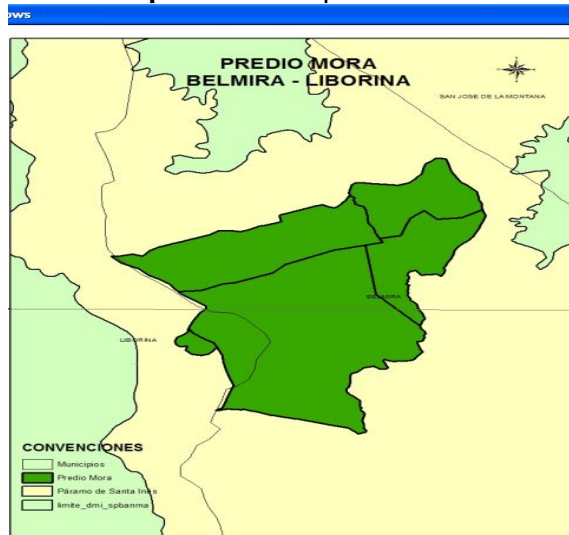 ows
PREDIO MORA
BELMIRA - LIBORINA
SAN JOSE DE LA MONTANA
BELMIRA
LIBORINA
CONVENCIONES
Municipios
Predio Mora
Páramo de Santa Inés
limite_dmi_spbanma